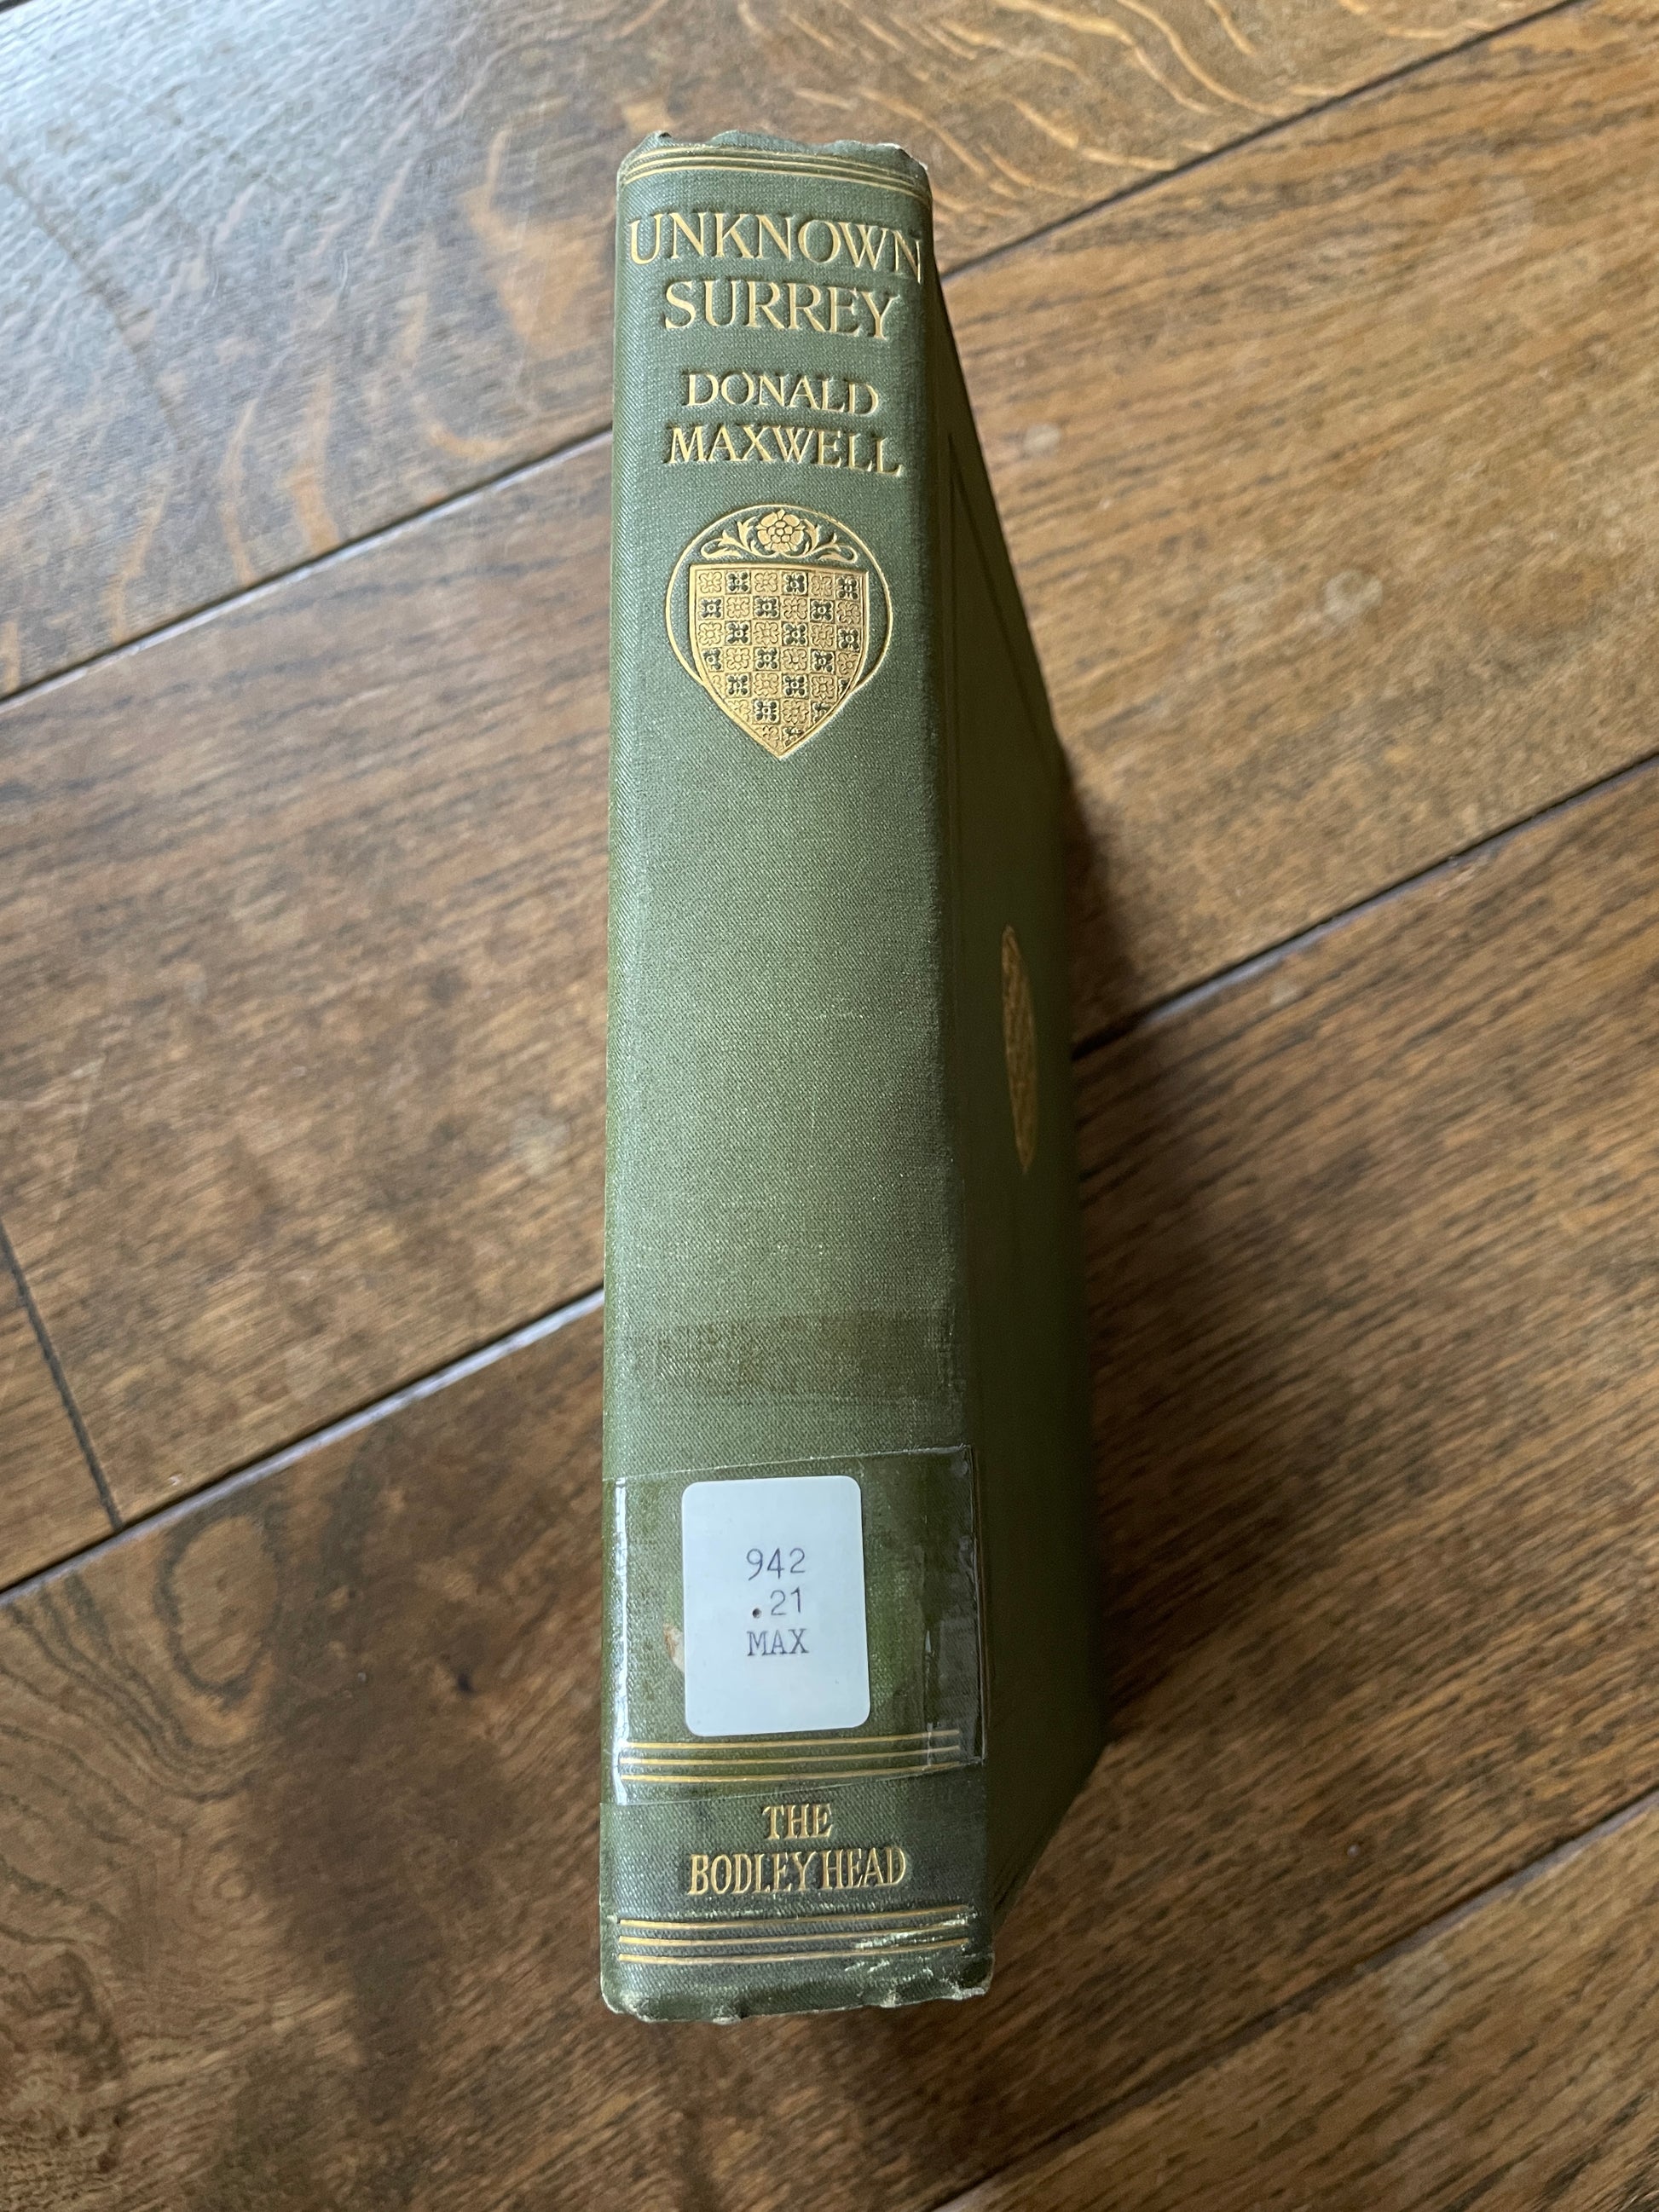 UNKNOWN
SURREY
DONALD
MAXWELL
942
.21
MAX
THE
BODLEY HEAD